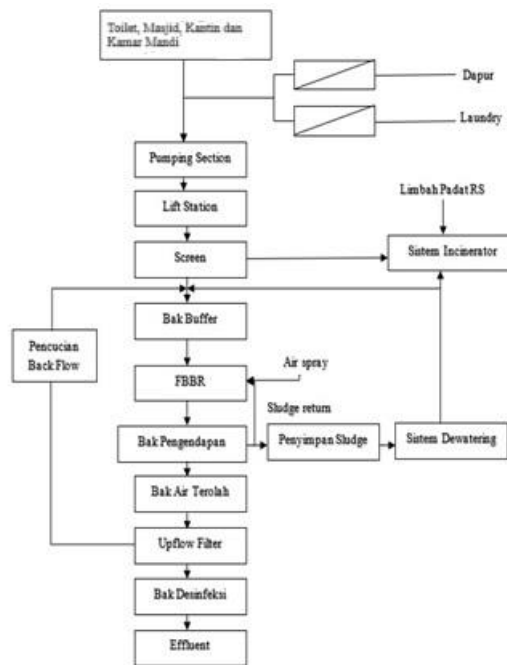 Toilet, Masjid, Kantin dan
Kamar Mandi
Dapur
Laundry
Pumping Section
Lift Station
Limbah Padat RS
Screen
Sistem Incinerator
Bak Buffer
Pencucian
Back Flow
Air spray
FBBR
Sludge return
Bak Pengendapan
Penyimpan Sludge
Sistem Dewatering
Bak Air Terolah
Upflow Filter
Bak Desinfeksi
Effluent